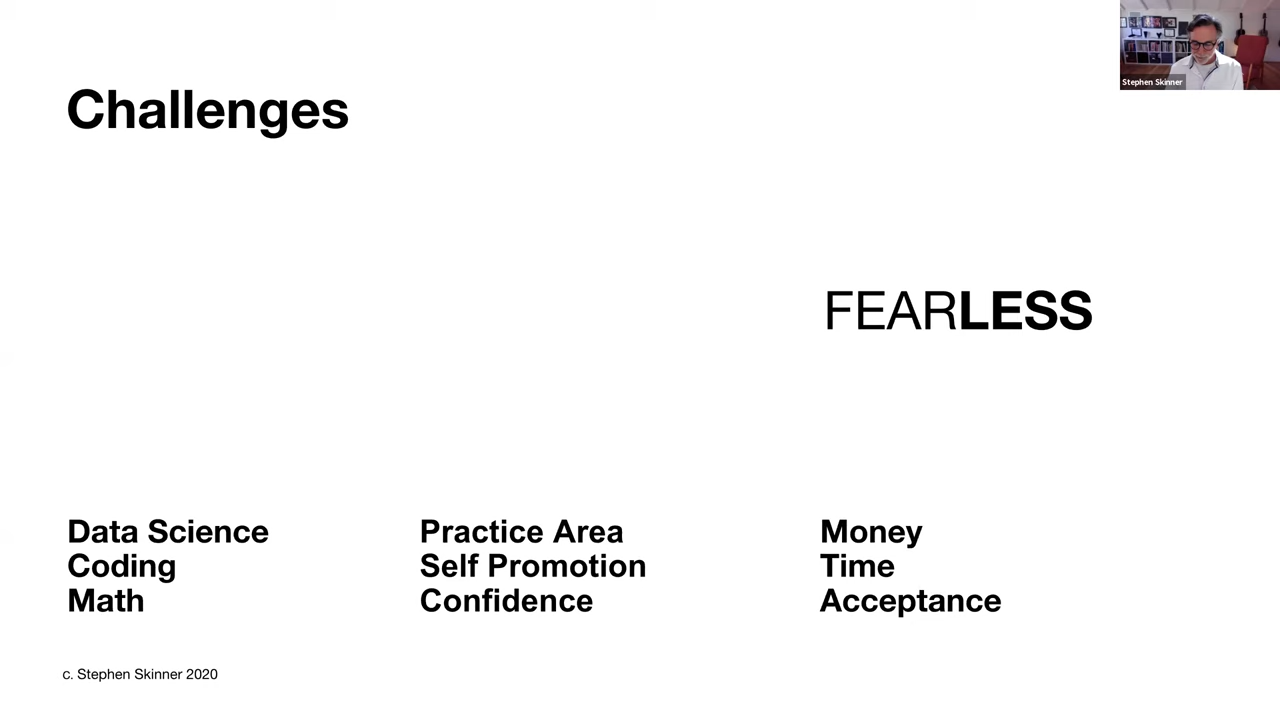 Stephen Skinner
Challenges
FEARLESS
Data Science
Coding
Math
Practice Area
Self Promotion
Confidence
Money
Time
Acceptance
c. Stephen Skinner 2020